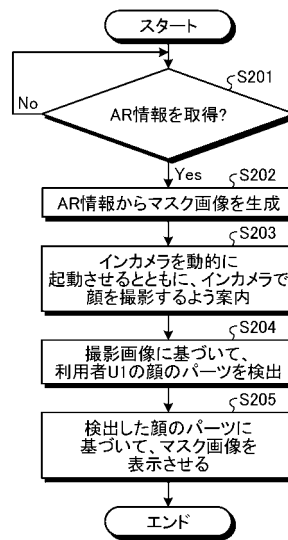 スタート
S201
AR情報を取得?
No
Yes
S202
AR情報からマスク画像を生成
S203
インカメラを動的に
起動させるとともに、インカメラで
顔を撮影するよう案内
S204
撮影画像に基づいて、
利用者U1の顔のパーツを検出
S205
検出した顔のパーツに
基づいて、マスク画像を
表示させる
エンド